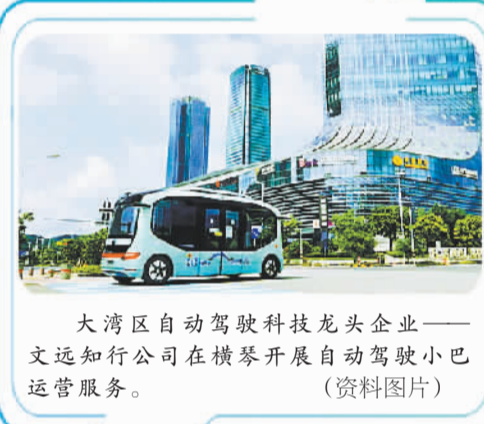 大湾区自动驾驶科技龙头企业——
文远知行公司在横琴开展自动驾驶小巴
运营服务。 （资料图片）